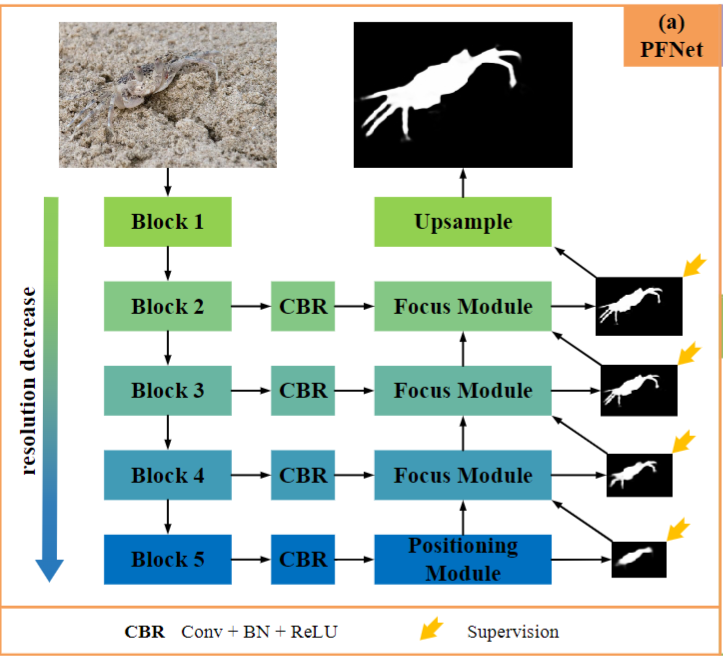 (a)
PFNet
Block 1
Upsample
resolution decrease
Block 2
CBR
Focus Module
Block 3
CBR
Focus Module
Block 4
CBR
Focus Module
Block 5
CBR
Positioning
Module
CBR Conv + BN + ReLU
Supervision